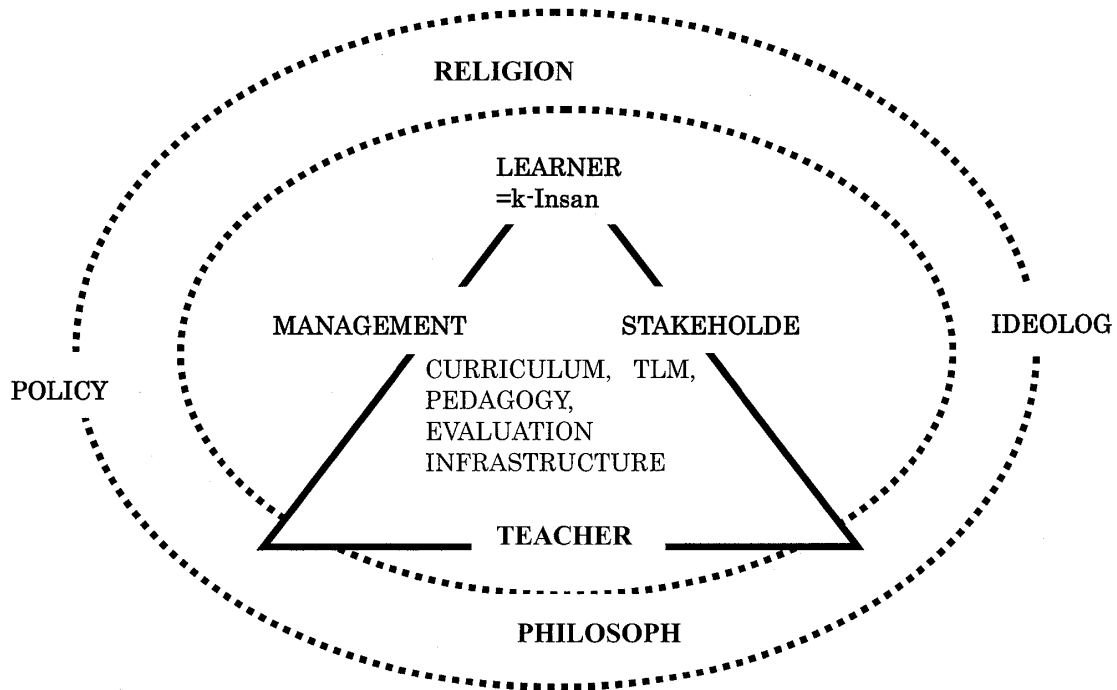 RELIGION
LEARNER
=k-Insan
MANAGEMENT
STAKEHOLDE
IDEOLOG
POLICY
CURRICULUM, TLM,
PEDAGOGY,
EVALUATION
INFRASTRUCTURE
TEACHER
PHILOSOPH